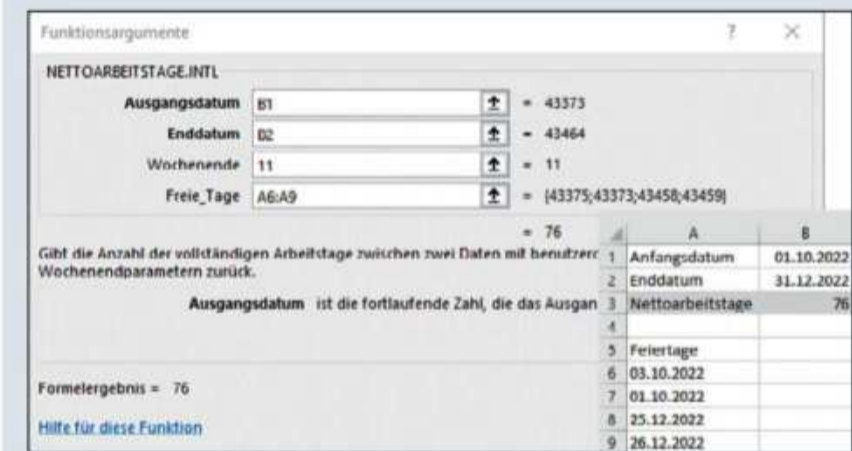 Funktionsargumente ? ×
NETTOARBEITSTAGE.INTL
Ausgangsdatum B1 = 43373
Enddatum B2 = 43464
Wochenende 11 = 11
Freie_Tage A6:A9 = {43375;43373;43458;43459}
= 76
Gibt die Anzahl der vollständigen Arbeitstage zwischen zwei Daten mit benutzerc
Wochenendparametern zurück.
Ausgangsdatum ist die fortlaufende Zahl, die das Ausgan
Formelergebnis = 76
Hilfe für diese Funktion
A B
1 Anfangsdatum 01.10.2022
2 Enddatum 31.12.2022
3 Nettoarbeitstage 76
4
5 Feiertage
6 03.10.2022
7 01.10.2022
8 25.12.2022
9 26.12.2022